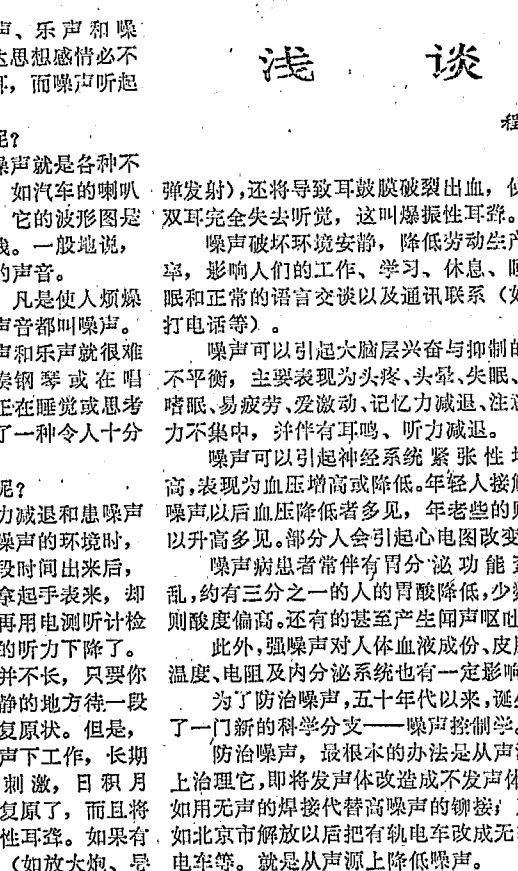 声、乐声和噪
达思想感情必不
耳，而噪声听起
呢？
噪声就是各种不
如汽车的喇叭
它的波形图是
线。一般地说，
的声音。
凡是使人烦燥
声音都叫噪声。
声和乐声就很难
奏钢琴或在唱
正在睡觉或思考
了一种令人十分
呢？
力减退和患噪声
噪声的环境时，
段时间出来后，
拿起手表来，却
再用电测听计检
的听力下降了。
并不长，只要你
静的地方待一段
复原状。但是，
声下工作，长期
刺激，日积月
复原了，而且将
性耳聋。如果有
（如放大炮、导
浅谈
程
弹发射），还将导致耳鼓膜破裂出血，使
双耳完全失去听觉，这叫爆振性耳聋。
噪声破坏环境安静，降低劳动生产
率，影响人们的工作、学习、休息、睡
眠和正常的语言交谈以及通讯联系（如
打电话等）。
噪声可以引起大脑层兴奋与抑制的
不平衡，主要表现为头疼、头晕、失眠、
嗜眠、易疲劳、爱激动、记忆力减退、注意
力不集中，并伴有耳鸣、听力减退。
噪声可以引起神经系统紧张性增
高，表现为血压增高或降低。年轻人接触
噪声以后血压降低者多见，年老些的则
以升高多见。部分人会引起心电图改变
噪声病患者常伴有胃分泌功能紊
乱，约有三分之一的人的胃酸降低，少数
则酸度偏高。还有的甚至产生闻声呕吐
此外，强噪声对人体血液成份、皮肤
温度、电阻及内分泌系统也有一定影响
为了防治噪声，五十年代以来，诞生
了一门新的科学分支——噪声控制学。
防治噪声，最根本的办法是从声源
上治理它，即将发声体改造成不发声体
如用无声的焊接代替高噪声的铆接；
如北京市解放以后把有轨电车改成无轨
电车等。就是从声源上降低噪声。